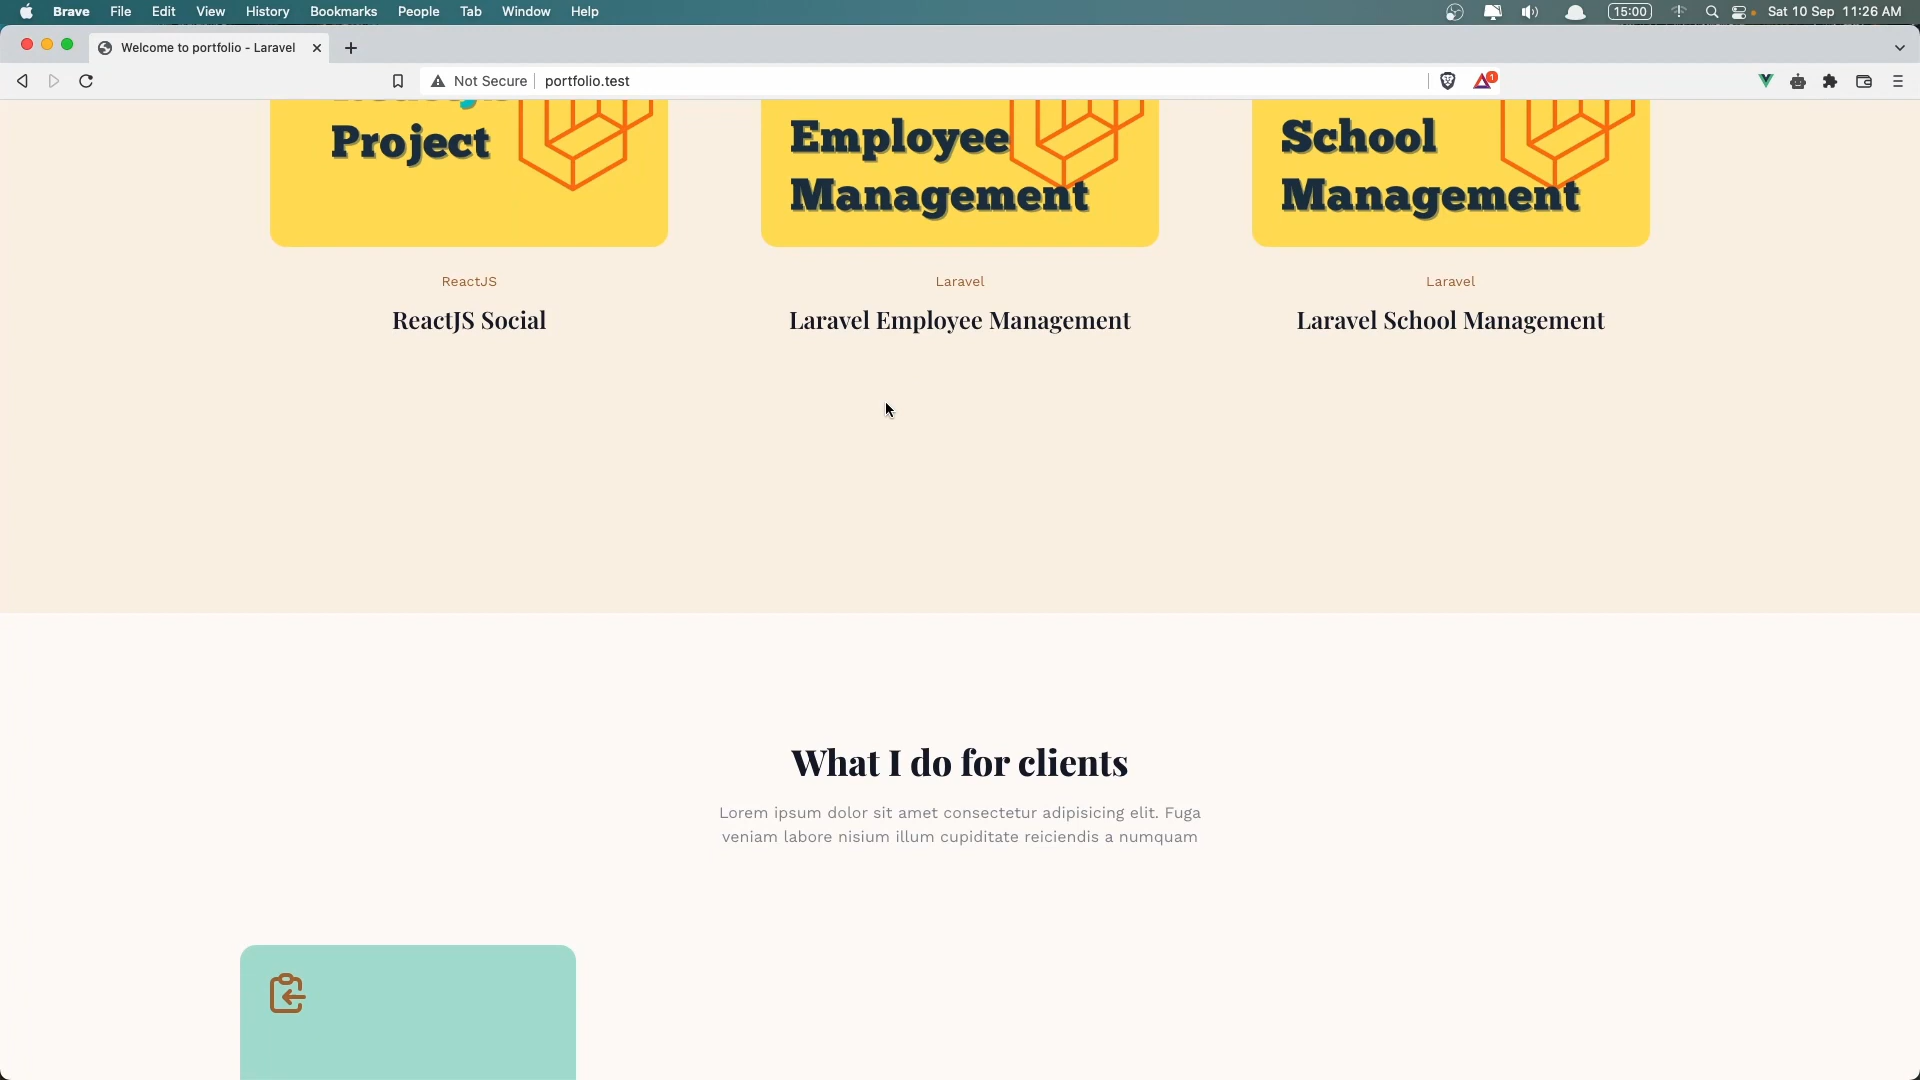 Brave File Edit View History Bookmarks People Tab Window Help
15:00
Sat 10 Sep 11:26 AM
Welcome to portfolio - Laravel
Not Secure
portfolio.test
1
Project
Employee
Management
School
Management
ReactJS
Laravel
Laravel
ReactJS Social
Laravel Employee Management
Laravel School Management
What I do for clients
Lorem ipsum dolor sit amet consectetur adipisicing elit. Fuga
veniam labore nisium illum cupiditate reiciendis a numquam